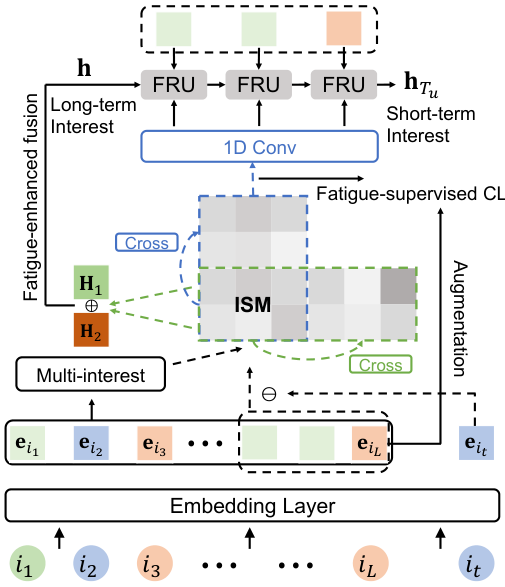 h
FRU
FRU
FRU
h_{T_u}
Long-term
Interest
Short-term
Interest
Fatigue-enhanced fusion
1D Conv
Fatigue-supervised CL
Cross
H_1
⊕
H_2
ISM
Augmentation
Cross
Multi-interest
⊖
e_{i_1}
e_{i_2}
e_{i_3}
•••
e_{i_L}
e_{i_t}
Embedding Layer
i_1
i_2
i_3
•••
•••
i_L
i_t